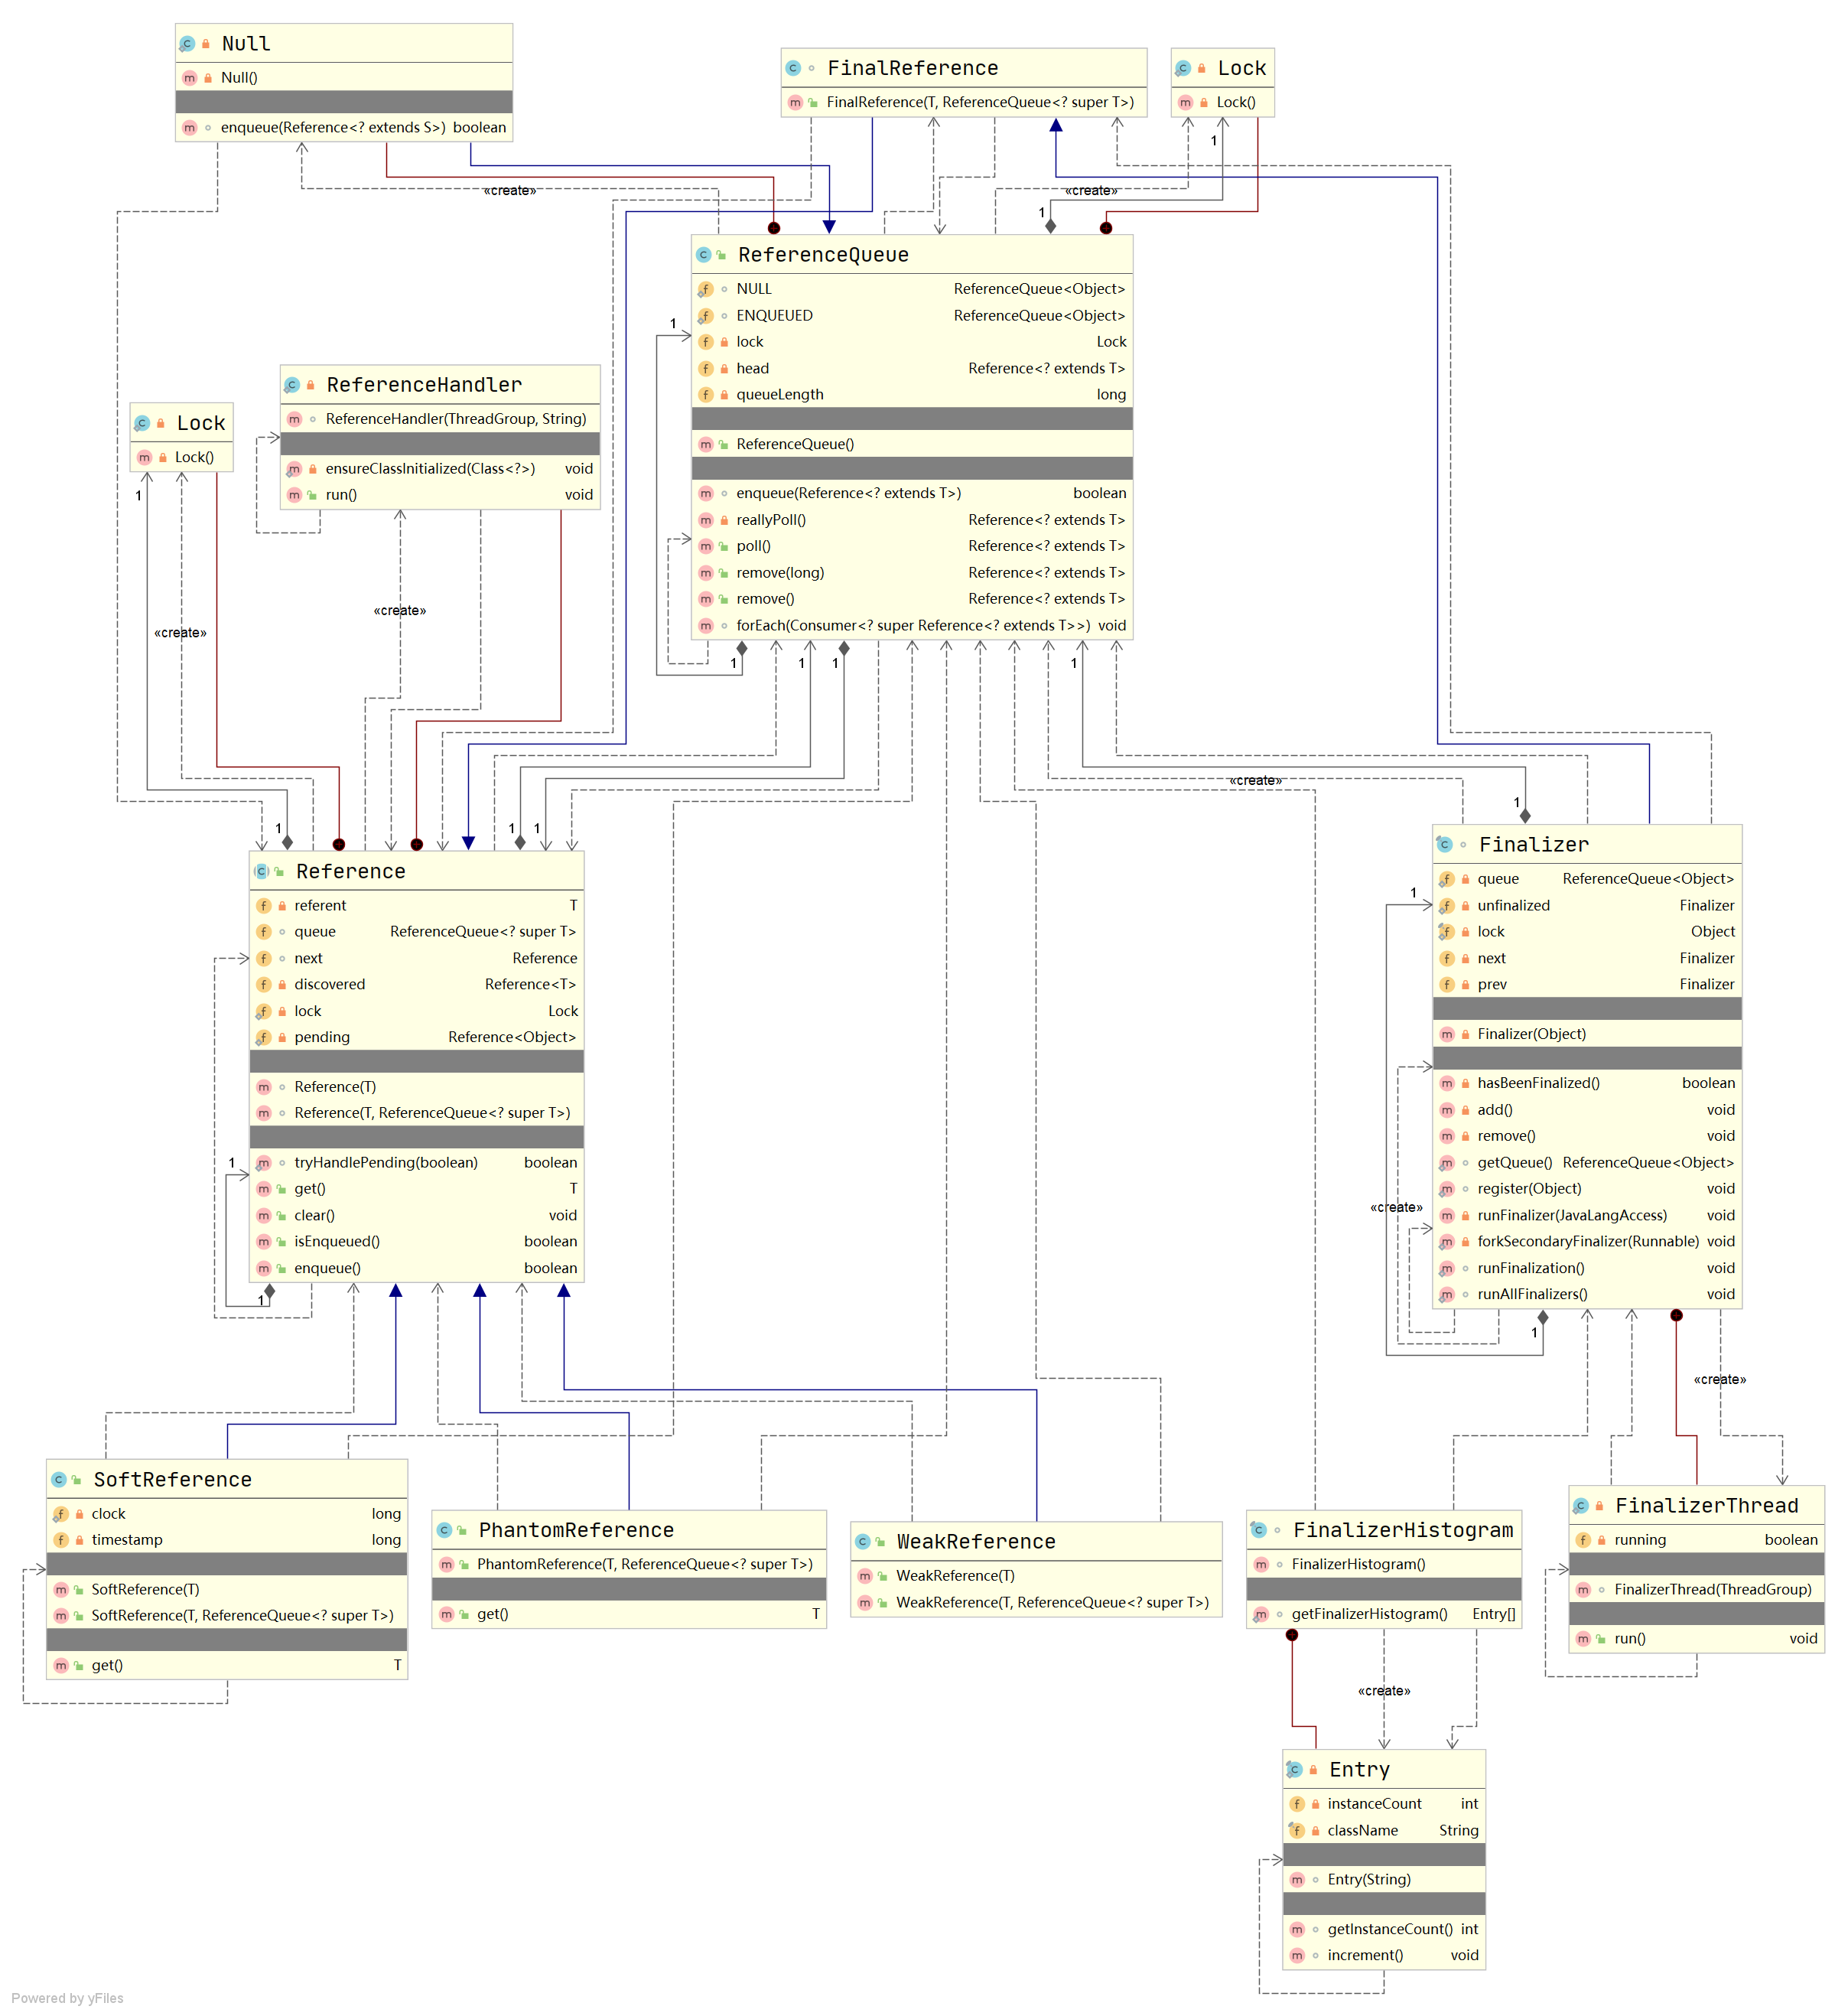 Null
Null()
enqueue(Reference<? extends S>) boolean
FinalReference
FinalReference(T, ReferenceQueue<? super T>)
Lock
Lock()
1
«create»
«create»
1
ReferenceQueue
NULL ReferenceQueue<Object>
ENQUEUED ReferenceQueue<Object>
lock Lock
head Reference<? extends T>
queueLength long
ReferenceQueue()
enqueue(Reference<? extends T>) boolean
reallyPoll() Reference<? extends T>
poll() Reference<? extends T>
remove(long) Reference<? extends T>
remove() Reference<? extends T>
forEach(Consumer<? super Reference<? extends T>>) void
1
1
1
1
1
ReferenceHandler
ReferenceHandler(ThreadGroup, String)
ensureClassInitialized(Class<?>) void
run() void
Lock
Lock()
1
«create»
«create»
«create»
1
1
1
1
Reference
referent T
queue ReferenceQueue<? super T>
next Reference
discovered Reference<T>
lock Lock
pending Reference<Object>
Reference(T)
Reference(T, ReferenceQueue<? super T>)
tryHandlePending(boolean) boolean
get() T
clear() void
isEnqueued() boolean
enqueue() boolean
1
1
Finalizer
queue ReferenceQueue<Object>
unfinalized Finalizer
lock Object
next Finalizer
prev Finalizer
Finalizer(Object)
hasBeenFinalized() boolean
add() void
remove() void
getQueue() ReferenceQueue<Object>
register(Object) void
runFinalizer(JavaLangAccess) void
forkSecondaryFinalizer(Runnable) void
runFinalization() void
runAllFinalizers() void
1
«create»
1
«create»
SoftReference
clock long
timestamp long
SoftReference(T)
SoftReference(T, ReferenceQueue<? super T>)
get() T
PhantomReference
PhantomReference(T, ReferenceQueue<? super T>)
get() T
WeakReference
WeakReference(T)
WeakReference(T, ReferenceQueue<? super T>)
FinalizerHistogram
FinalizerHistogram()
getFinalizerHistogram() Entry[]
FinalizerThread
running boolean
FinalizerThread(ThreadGroup)
run() void
«create»
Entry
instanceCount int
className String
Entry(String)
getInstanceCount() int
increment() void
Powered by yFiles